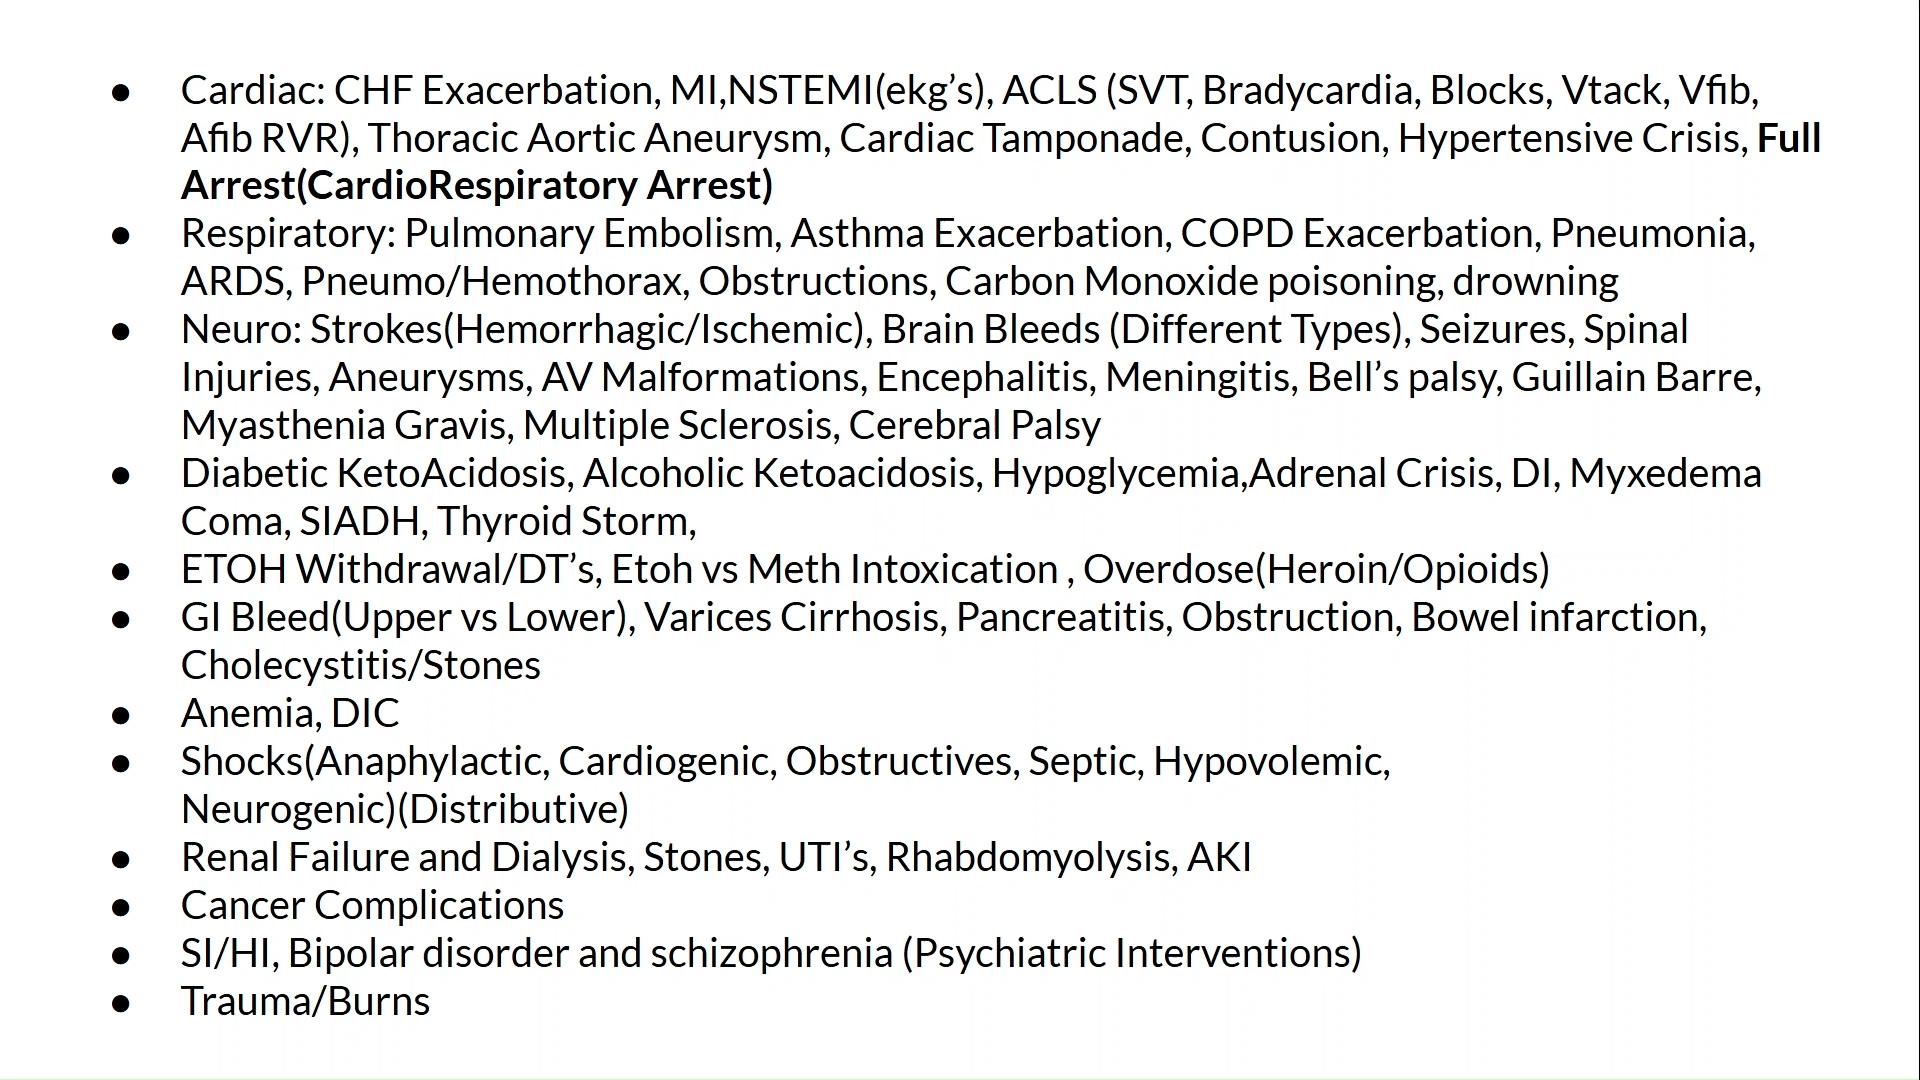 ● Cardiac: CHF Exacerbation, MI,NSTEMI(ekg’s), ACLS (SVT, Bradycardia, Blocks, Vtack, Vfib,
Afib RVR), Thoracic Aortic Aneurysm, Cardiac Tamponade, Contusion, Hypertensive Crisis, Full
Arrest(CardioRespiratory Arrest)
● Respiratory: Pulmonary Embolism, Asthma Exacerbation, COPD Exacerbation, Pneumonia,
ARDS, Pneumo/Hemothorax, Obstructions, Carbon Monoxide poisoning, drowning
● Neuro: Strokes(Hemorrhagic/Ischemic), Brain Bleeds (Different Types), Seizures, Spinal
Injuries, Aneurysms, AV Malformations, Encephalitis, Meningitis, Bell’s palsy, Guillain Barre,
Myasthenia Gravis, Multiple Sclerosis, Cerebral Palsy
● Diabetic KetoAcidosis, Alcoholic Ketoacidosis, Hypoglycemia,Adrenal Crisis, DI, Myxedema
Coma, SIADH, Thyroid Storm,
● ETOH Withdrawal/DT’s, Etoh vs Meth Intoxication , Overdose(Heroin/Opioids)
● GI Bleed(Upper vs Lower), Varices Cirrhosis, Pancreatitis, Obstruction, Bowel infarction,
Cholecystitis/Stones
● Anemia, DIC
● Shocks(Anaphylactic, Cardiogenic, Obstructives, Septic, Hypovolemic,
Neurogenic)(Distributive)
● Renal Failure and Dialysis, Stones, UTI’s, Rhabdomyolysis, AKI
● Cancer Complications
● SI/HI, Bipolar disorder and schizophrenia (Psychiatric Interventions)
● Trauma/Burns